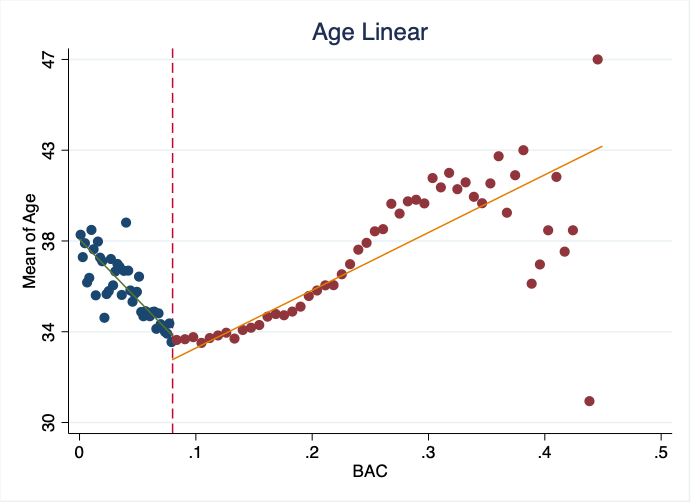 Age Linear
47
43
38
34
30
Mean of Age
0 .1 .2 .3 .4 .5
BAC